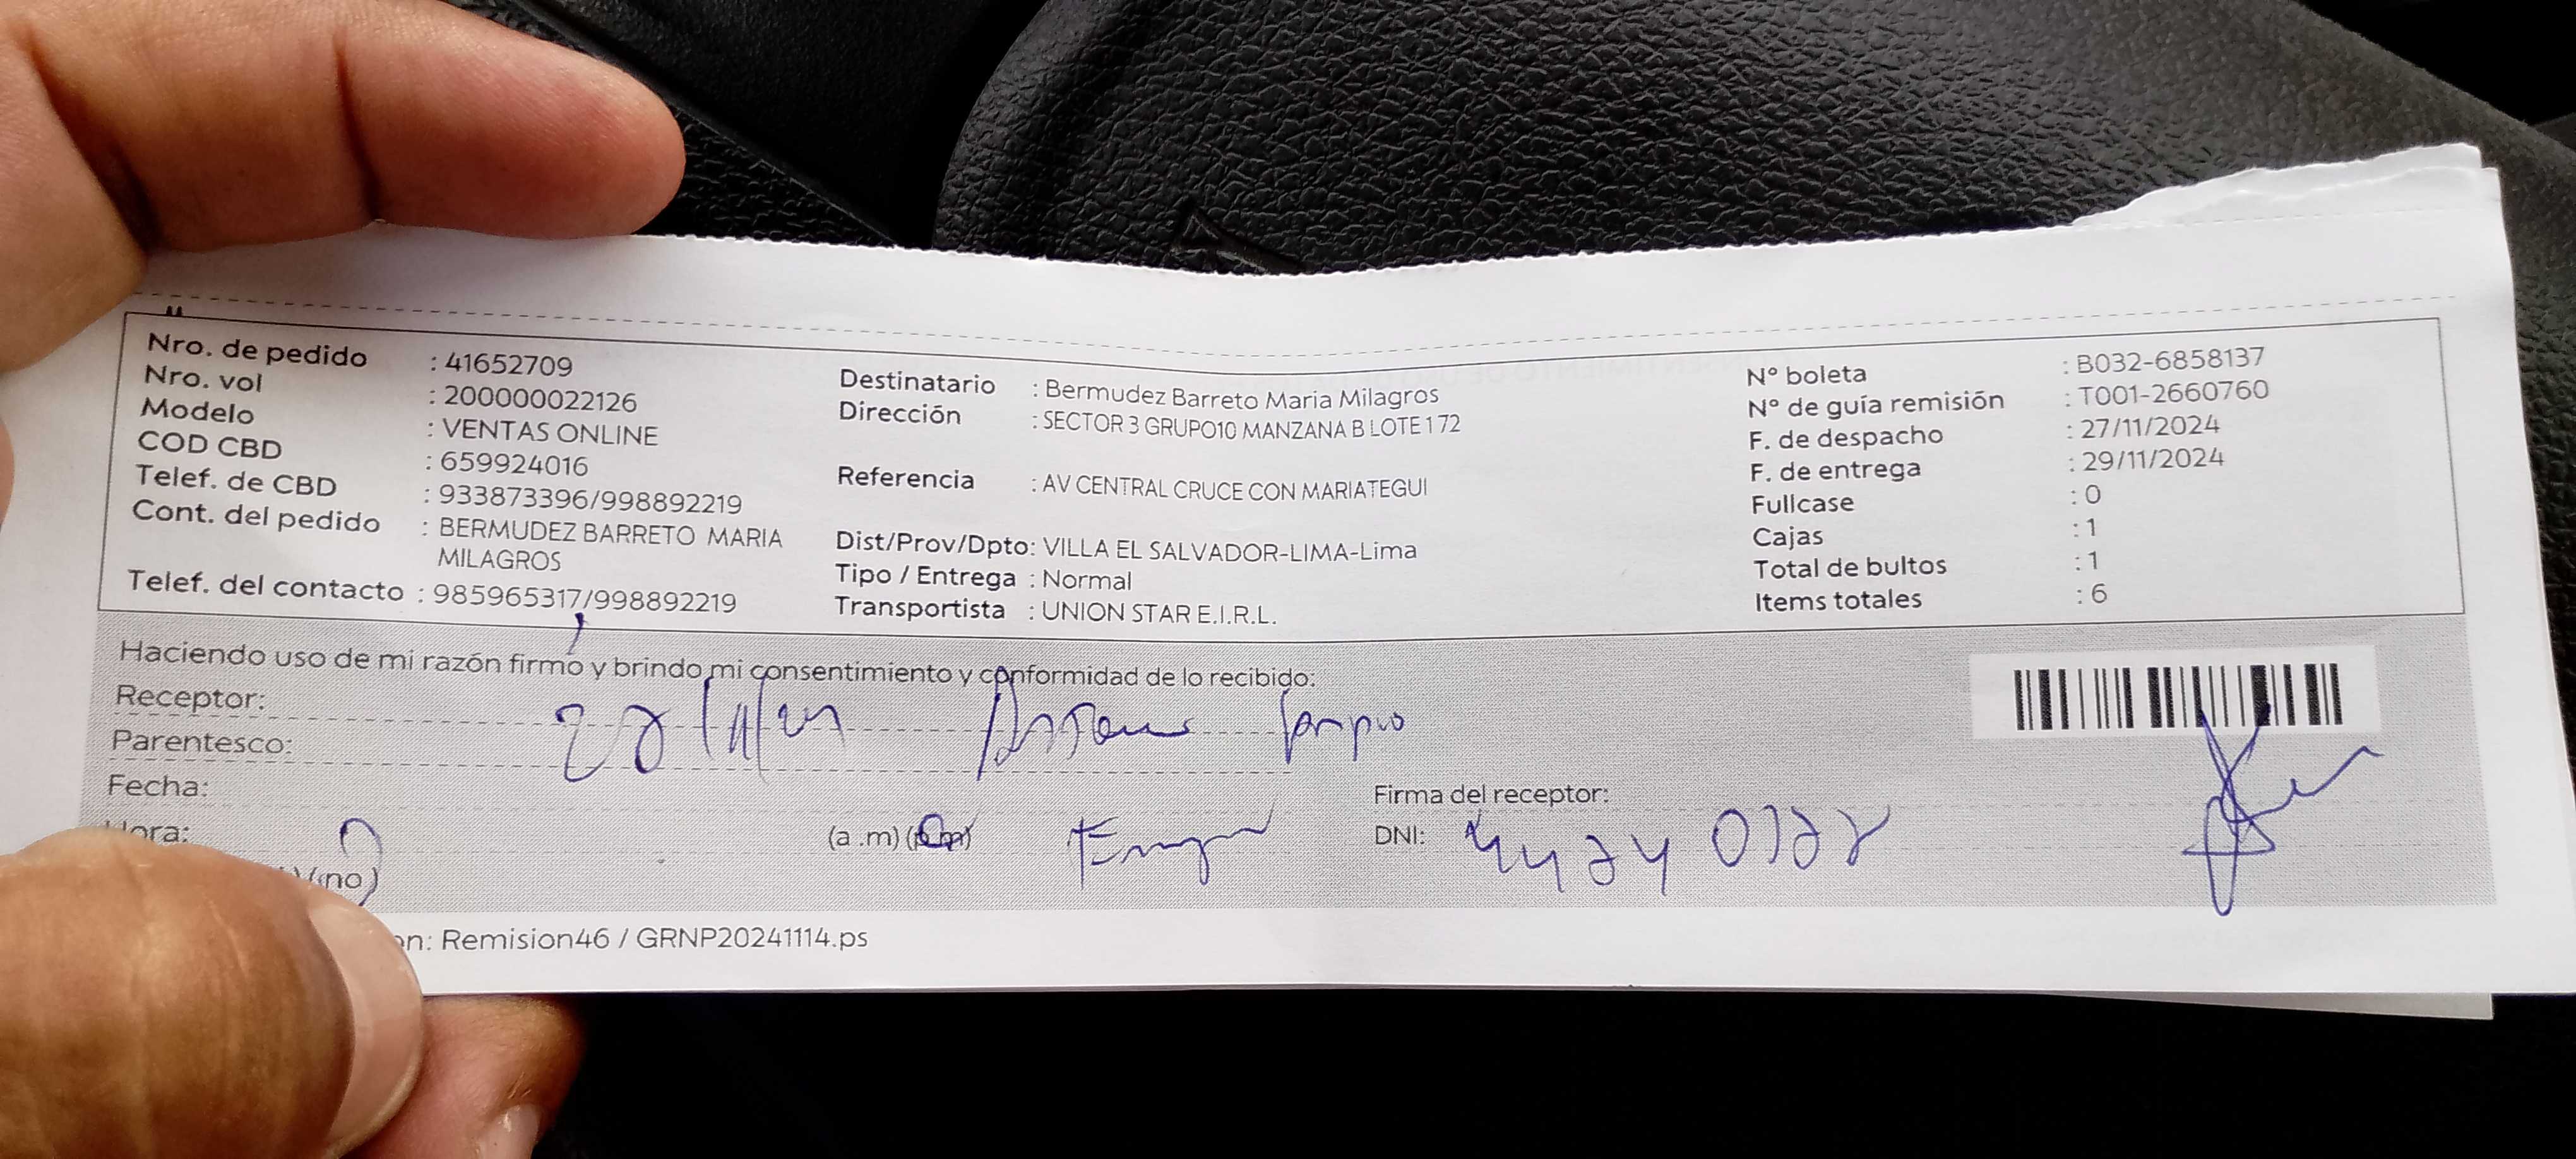 Nro. de pedido : 41652709
Nro. vol : 200000022126
Modelo : VENTAS ONLINE
COD CBD : 659924016
Telef. de CBD : 933873396/998892219
Cont. del pedido : BERMUDEZ BARRETO MARIA
MILAGROS
Telef. del contacto : 985965317/998892219
Destinatario : Bermudez Barreto Maria Milagros
Dirección : SECTOR 3 GRUPO10 MANZANA B LOTE1 72
Referencia : AV CENTRAL CRUCE CON MARIATEGUI
Dist/Prov/Dpto: VILLA EL SALVADOR-LIMA-Lima
Tipo / Entrega : Normal
Transportista : UNION STAR E.I.R.L.
N° boleta : B032-6858137
N° de guía remisión : T001-2660760
F. de despacho : 27/11/2024
F. de entrega : 29/11/2024
Fullcase : 0
Cajas : 1
Total de bultos : 1
Items totales : 6
Haciendo uso de mi razón firmo y brindo mi consentimiento y conformidad de lo recibido:
Receptor:
Parentesco:
Fecha:
Hora: (a .m) (p.m)
(no)
Firma del receptor:
DNI:
on: Remision46 / GRNP20241114.ps